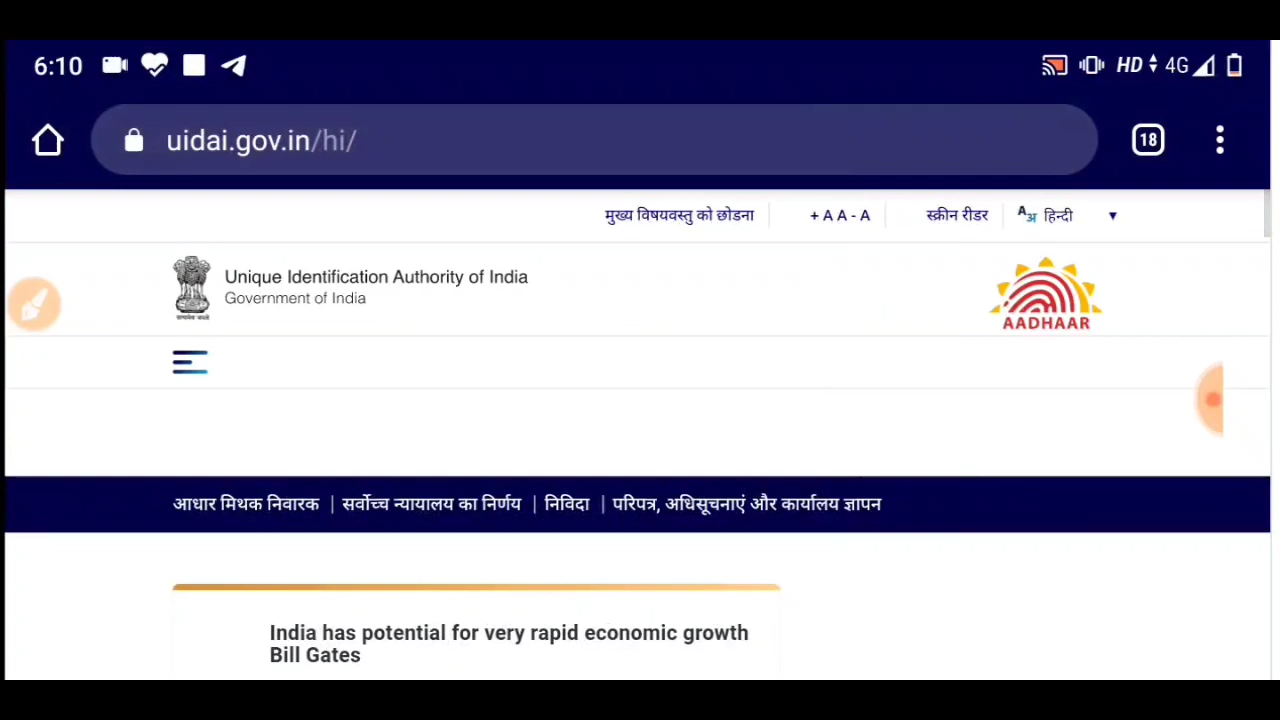 6:10 HD 4G
uidai.gov.in/hi/ 18
मुख्य विषयवस्तु को छोडना + A A - A स्क्रीन रीडर Aअ हिन्दी
Unique Identification Authority of India
Government of India
AADHAAR
आधार मिथक निवारक | सर्वोच्च न्यायालय का निर्णय | निविदा | परिपत्र, अधिसूचनाएं और कार्यालय ज्ञापन
India has potential for very rapid economic growth
Bill Gates